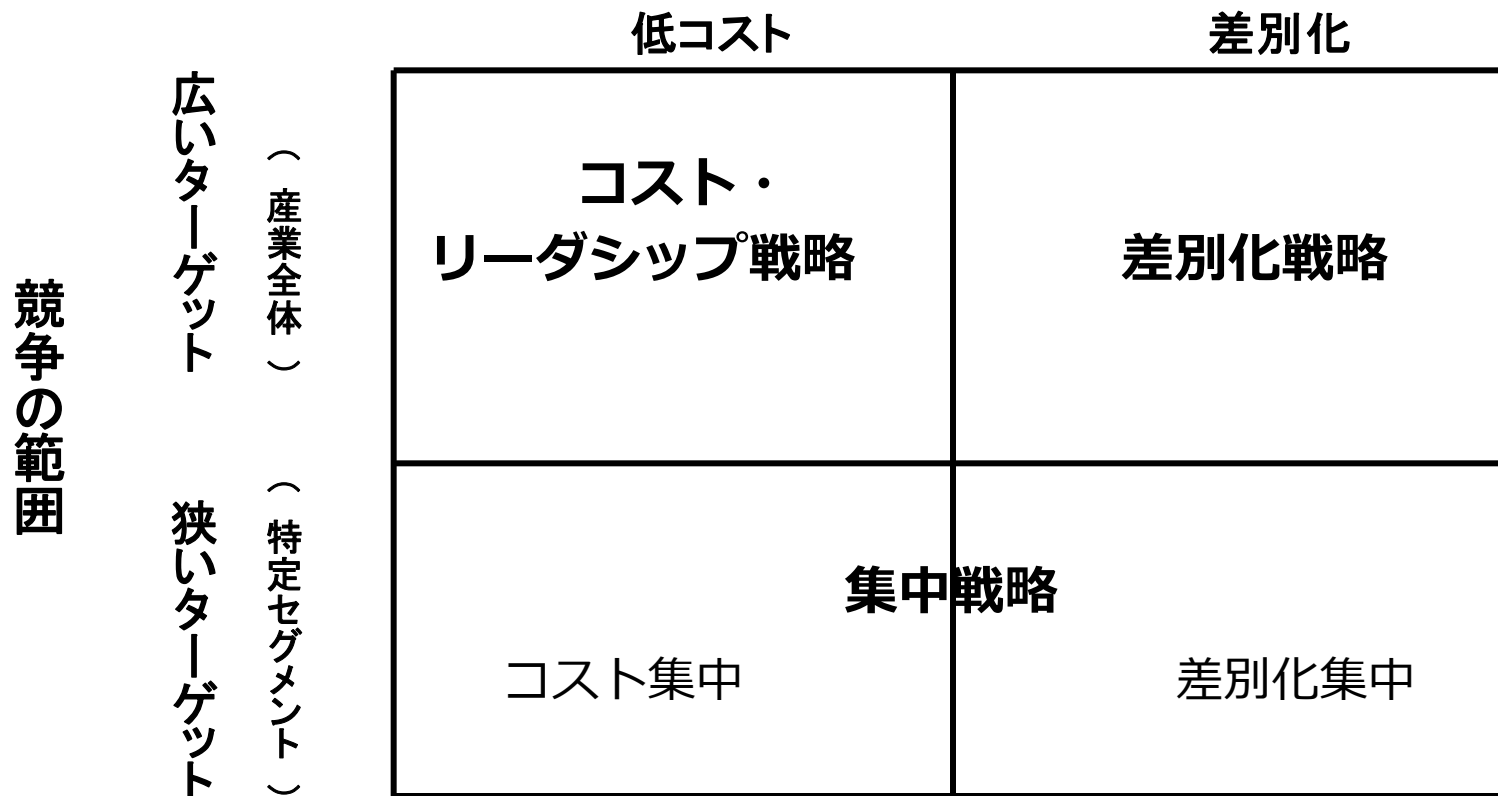 低コスト
差別化
競争の範囲
広いターゲット
（産業全体）
コスト・
リーダシップ戦略
差別化戦略
狭いターゲット
（特定セグメント）
集中戦略
コスト集中
差別化集中